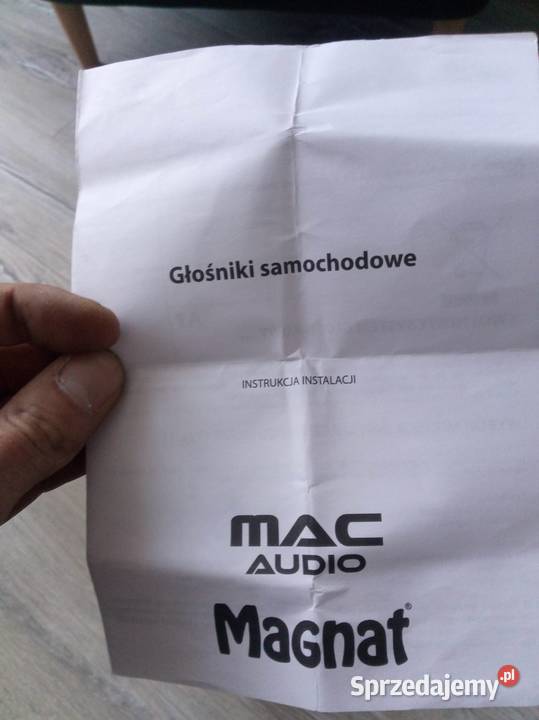 Głośniki samochodowe
INSTRUKCJA INSTALACJI
mac
AUDIO
Magnat®
Sprzedajemy.pl